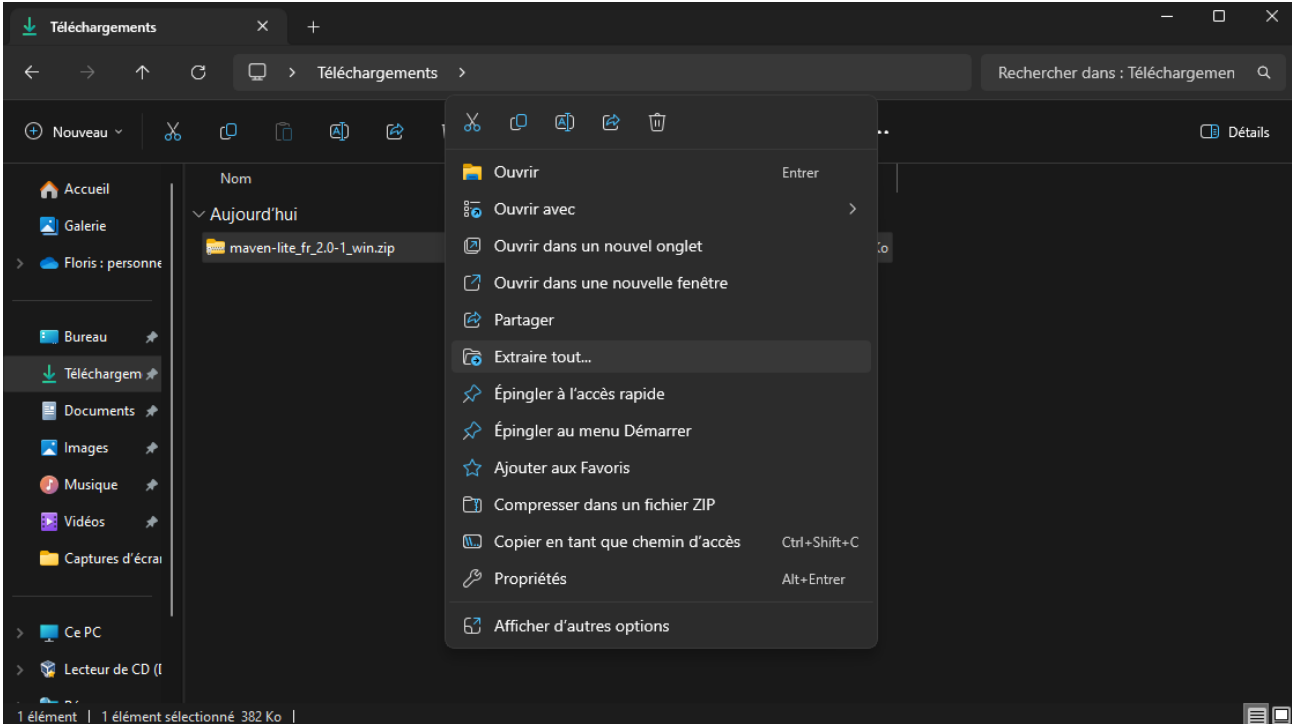 Téléchargements
Téléchargements
Rechercher dans : Téléchargemen
Nouveau
Détails
Accueil
Galerie
Floris : personne
Bureau
Téléchargem
Documents
Images
Musique
Vidéos
Captures d'écran
Ce PC
Lecteur de CD (D
Nom
Aujourd'hui
maven-lite_fr_2.0-1_win.zip
Ko
Ouvrir Entrer
Ouvrir avec
Ouvrir dans un nouvel onglet
Ouvrir dans une nouvelle fenêtre
Partager
Extraire tout...
Épingler à l'accès rapide
Épingler au menu Démarrer
Ajouter aux Favoris
Compresser dans un fichier ZIP
Copier en tant que chemin d'accès Ctrl+Shift+C
Propriétés Alt+Entrer
Afficher d'autres options
1 élément | 1 élément sélectionné 382 Ko |